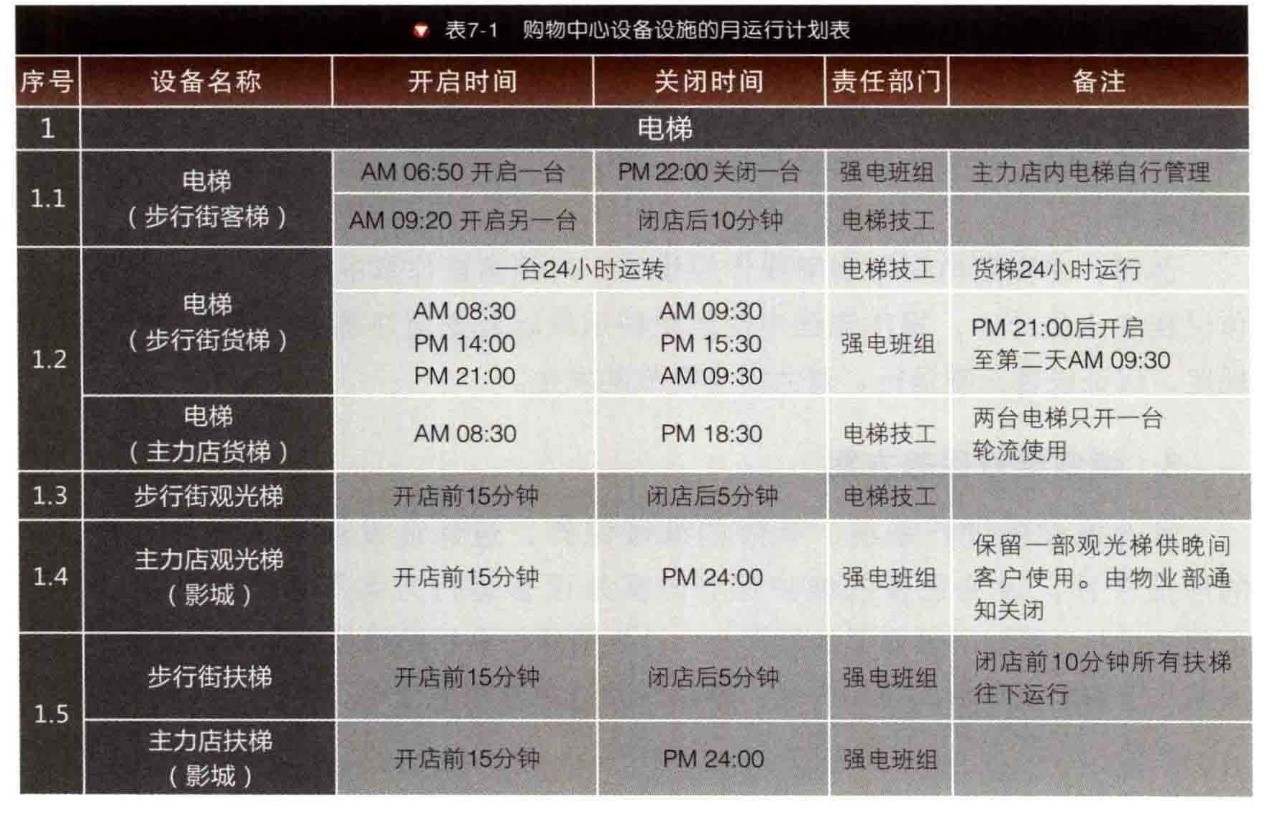 表7-1 购物中心设备设施的月运行计划表
序号 设备名称 开启时间 关闭时间 责任部门 备注
1 电梯
1.1 电梯（步行街客梯） AM 06:50 开启一台 PM 22:00 关闭一台 强电班组 主力店内电梯自行管理
AM 09:20 开启另一台 闭店后10分钟 电梯技工
1.2 电梯（步行街货梯） 一台24小时运转 电梯技工 货梯24小时运行
AM 08:30 AM 09:30
PM 14:00 PM 15:30 强电班组 PM 21:00后开启
PM 21:00 AM 09:30 至第二天AM 09:30
电梯 两台电梯只开一台
（主力店货梯） AM 08:30 PM 18:30 电梯技工 轮流使用
1.3 步行街观光梯 开店前15分钟 闭店后5分钟 电梯技工
1.4 主力店观光梯 开店前15分钟 PM 24:00 强电班组 保留一部观光梯供晚间
（影城） 客户使用。由物业部通
知关闭
1.5 步行街扶梯 开店前15分钟 闭店后5分钟 强电班组 闭店前10分钟所有扶梯
往下运行
主力店扶梯
（影城） 开店前15分钟 PM 24:00 强电班组